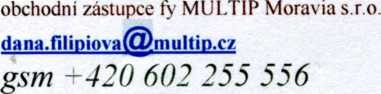 obchodní zástupce fy MULTIP Moravia s.r.o.
dana.filipiova@multip.cz
gsm +420 602 255 556